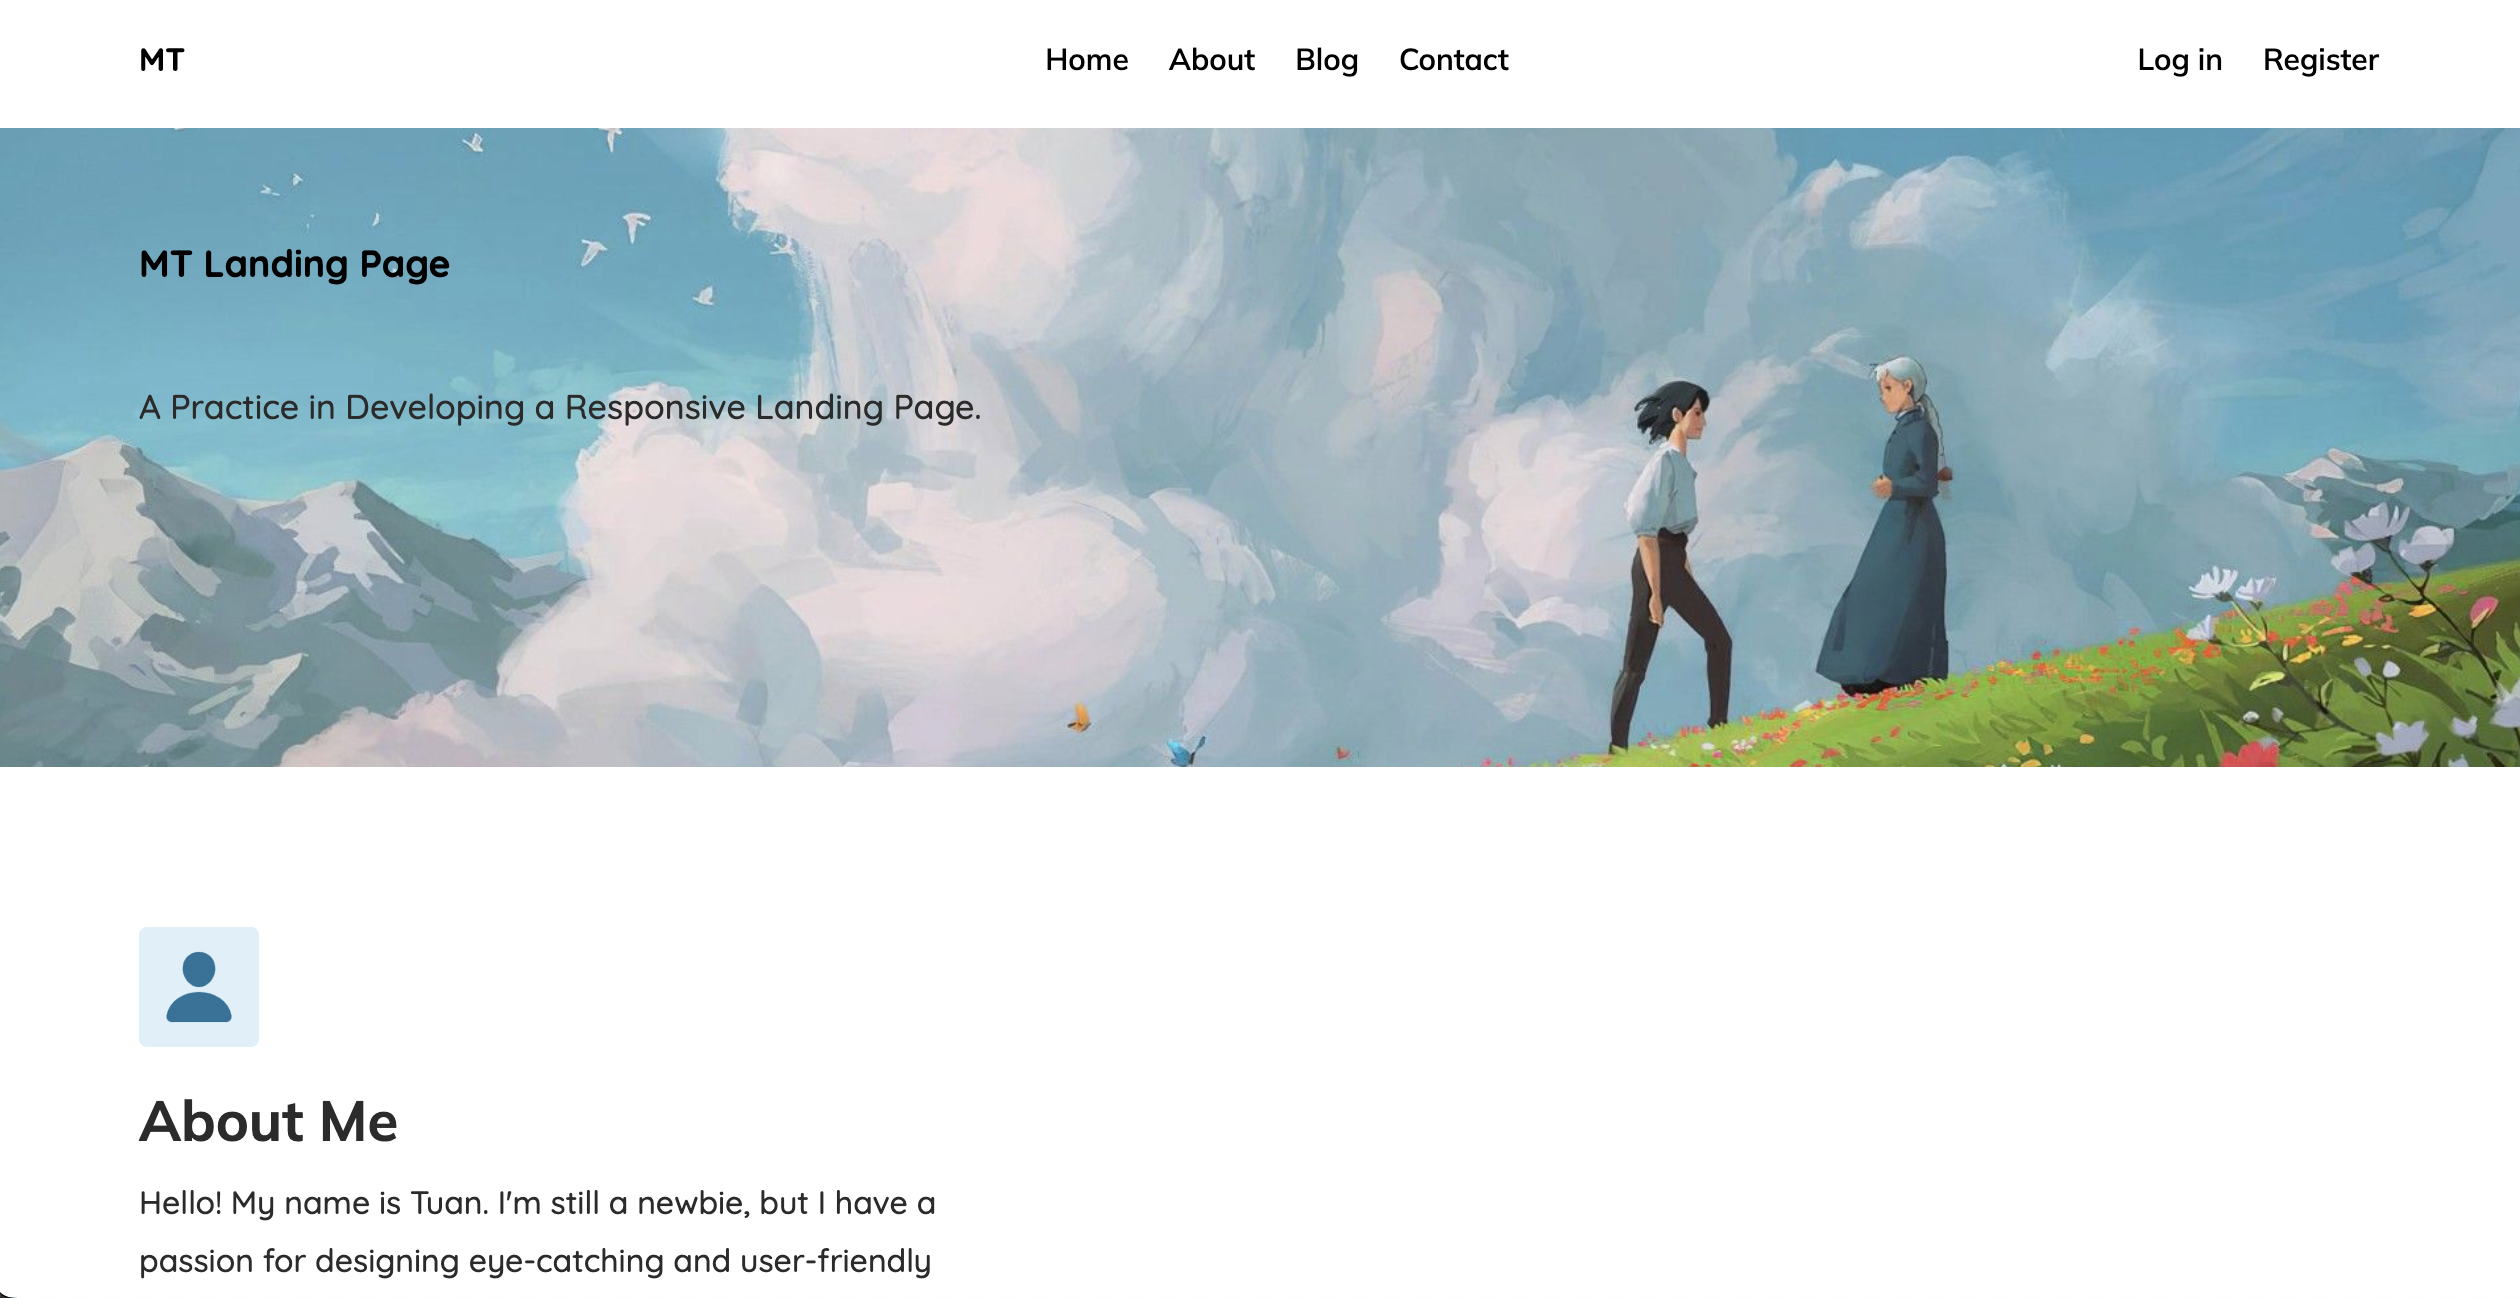 MT
Home About Blog Contact
Log in Register
MT Landing Page
A Practice in Developing a Responsive Landing Page.
About Me
Hello! My name is Tuan. I'm still a newbie, but I have a
passion for designing eye-catching and user-friendly